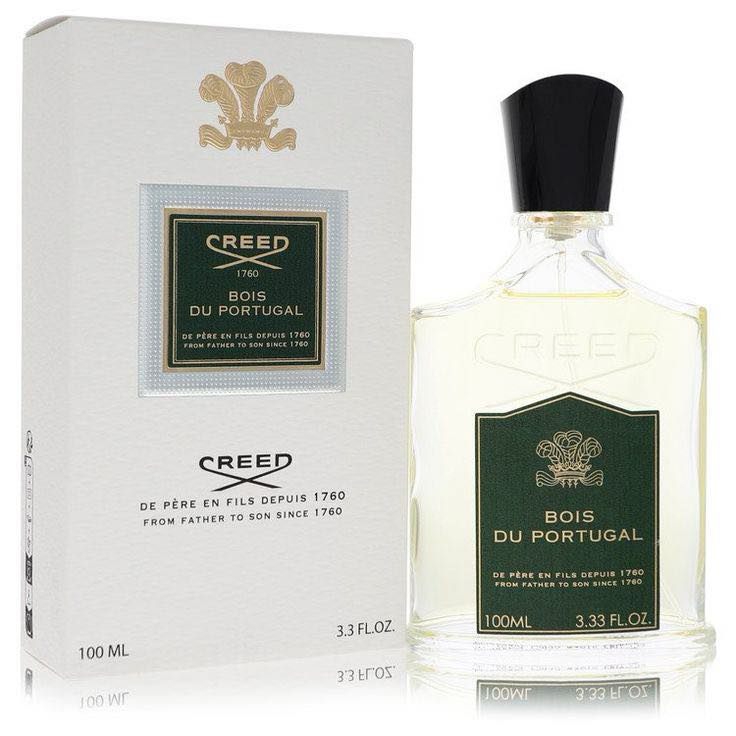 CREED
1760
BOIS
DU PORTUGAL
DE PÈRE EN FILS DEPUIS 1760
FROM FATHER TO SON SINCE 1760
CREED
DE PÈRE EN FILS DEPUIS 1760
FROM FATHER TO SON SINCE 1760
100 ML
3.3 FL.OZ.
CREED
BOIS
DU PORTUGAL
DE PÈRE EN FILS DEPUIS 1760
FROM FATHER TO SON SINCE 1760
100ML
3.33 FL.OZ.